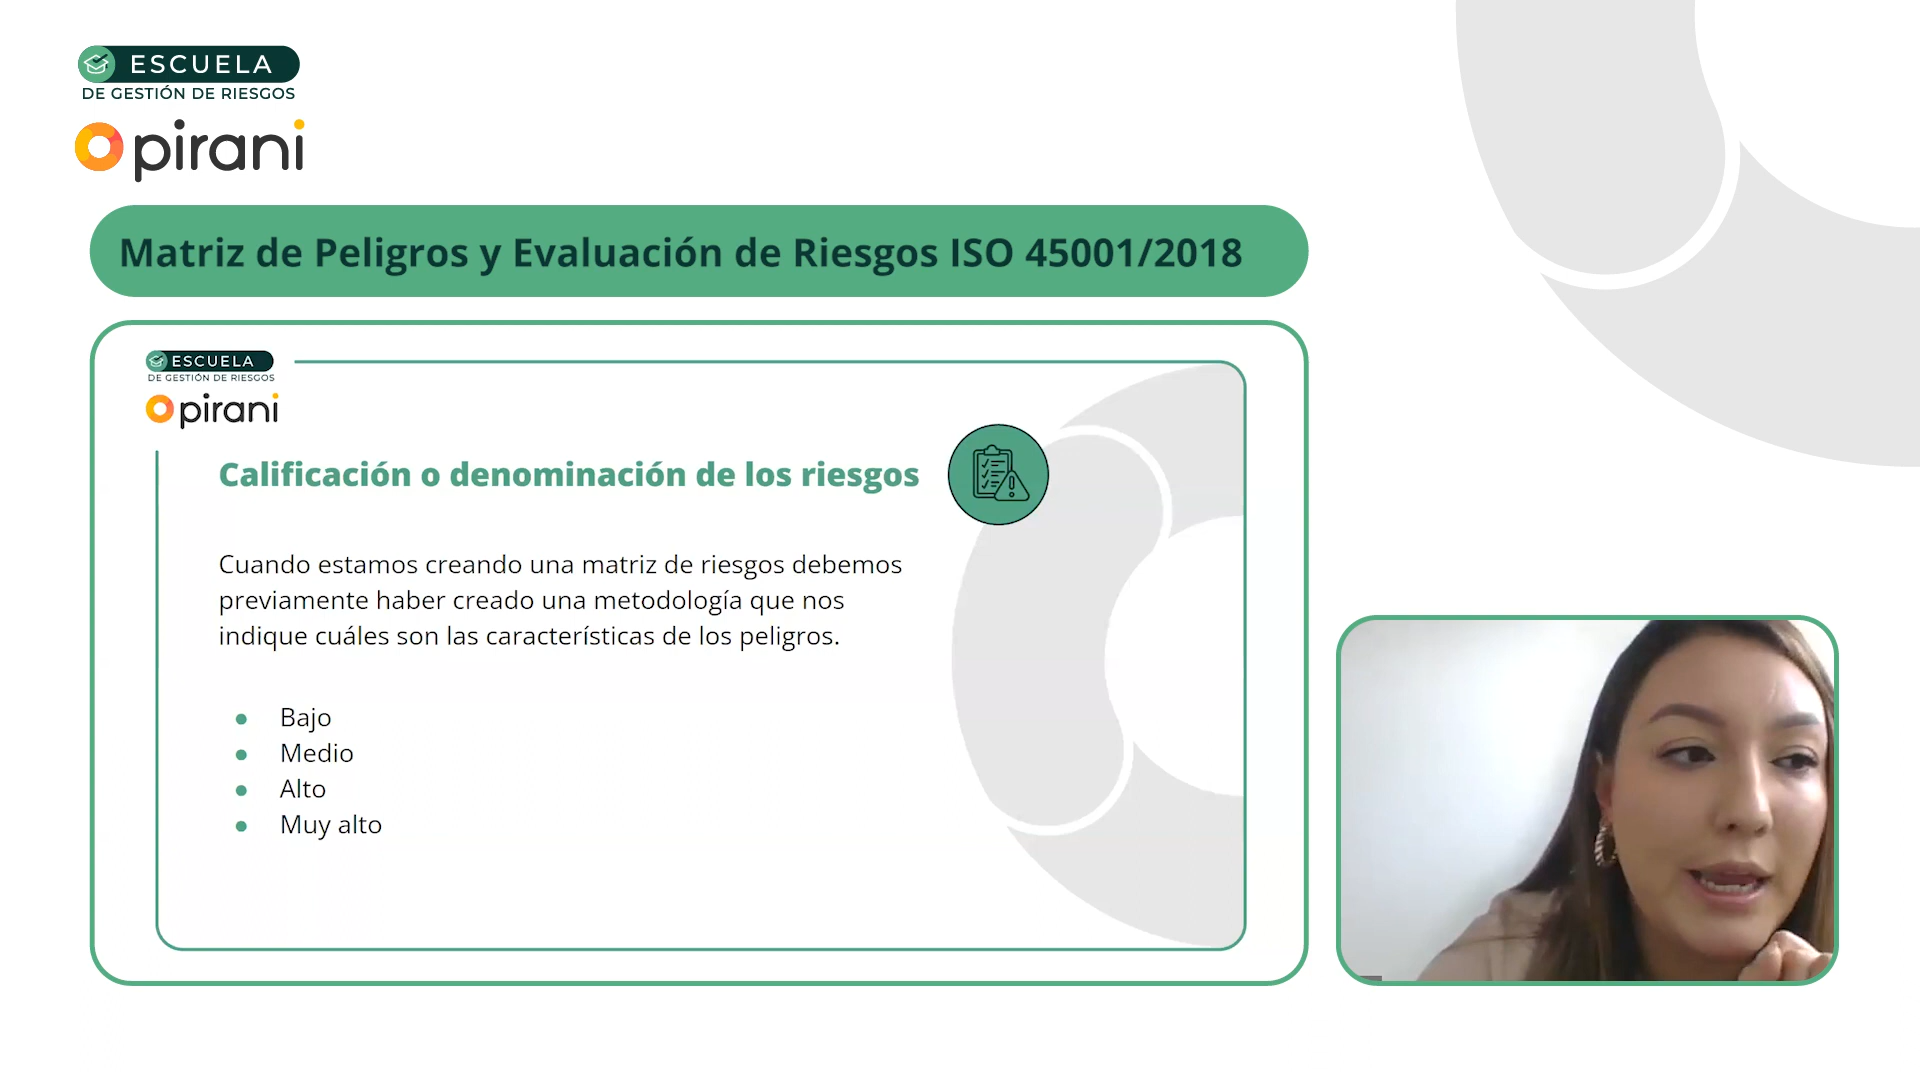 ESCUELA
DE GESTIÓN DE RIESGOS
pirani
Matriz de Peligros y Evaluación de Riesgos ISO 45001/2018
ESCUELA
DE GESTIÓN DE RIESGOS
pirani
Calificación o denominación de los riesgos
Cuando estamos creando una matriz de riesgos debemos
previamente haber creado una metodología que nos
indique cuáles son las características de los peligros.
● Bajo
● Medio
● Alto
● Muy alto